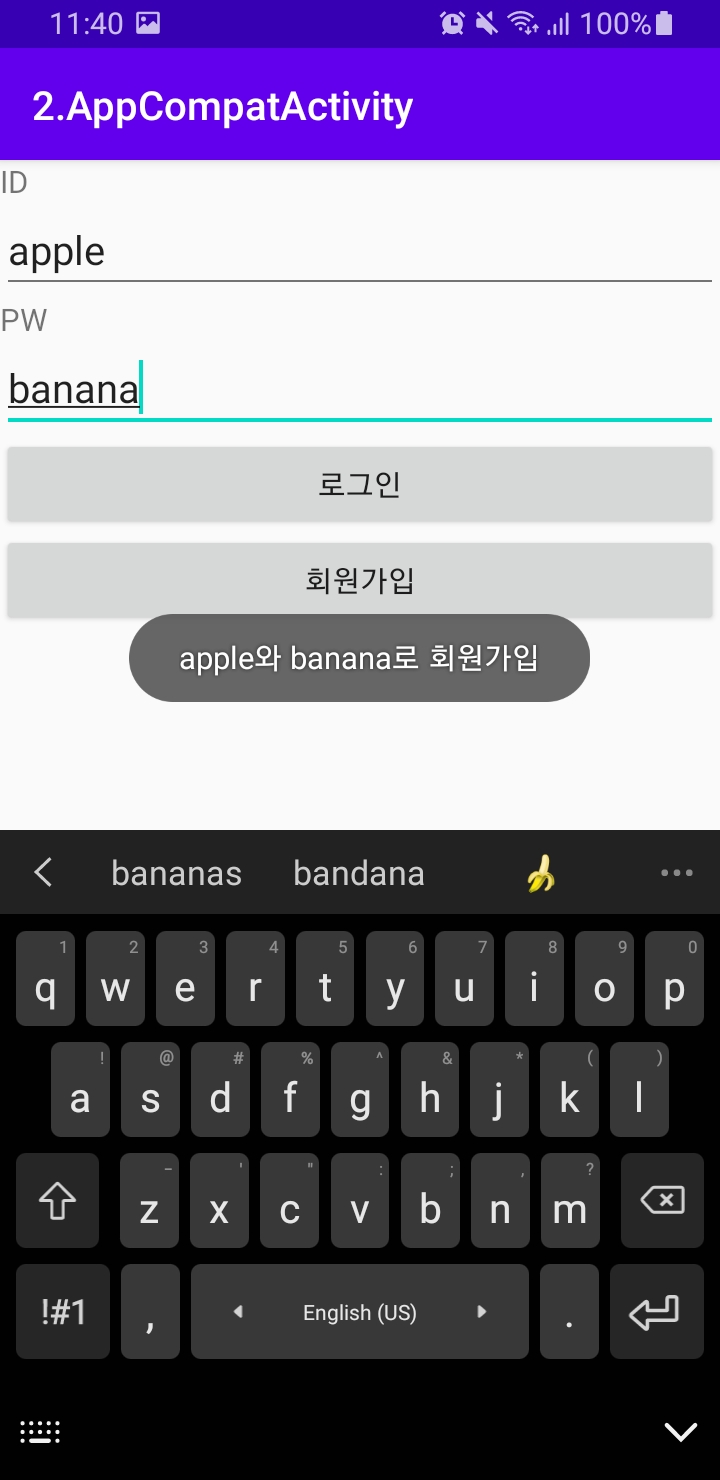 11:40 100%
2.AppCompatActivity
ID
apple
PW
banana
로그인
회원가입
apple와 banana로 회원가입
bananas bandana
1 2 3 4 5 6 7 8 9 0
q w e r t y u i o p
! @ # % ^ & * ( )
a s d f g h j k l
- ' " : ; , ?
z x c v b n m
!#1 , English (US) .